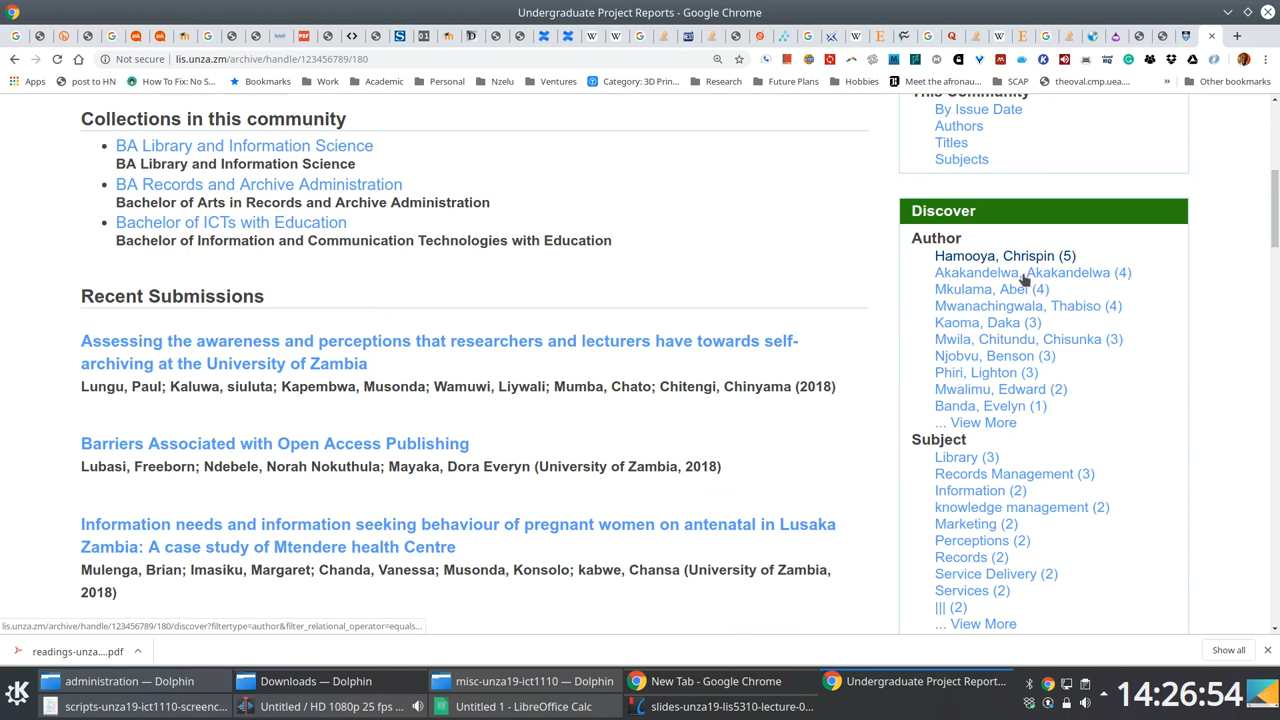 Undergraduate Project Reports - Google Chrome
Not secure | lis.unza.zm/archive/handle/123456789/180
Apps post to HN How To Fix: No S... Bookmarks Work Academic Personal Nzelu Ventures Category: 3D Prin... Research Future Plans Hobbies Meet the afronau... SCAP theoval.cmp.uea.... » Other bookmarks
Collections in this community
BA Library and Information Science
BA Library and Information Science
BA Records and Archive Administration
Bachelor of Arts in Records and Archive Administration
Bachelor of ICTs with Education
Bachelor of Information and Communication Technologies with Education
Recent Submissions
Assessing the awareness and perceptions that researchers and lecturers have towards self-
archiving at the University of Zambia
Lungu, Paul; Kaluwa, siuluta; Kapembwa, Musonda; Wamuwi, Liywali; Mumba, Chato; Chitengi, Chinyama (2018)
Barriers Associated with Open Access Publishing
Lubasi, Freeborn; Ndebele, Norah Nokuthula; Mayaka, Dora Everyn (University of Zambia, 2018)
Information needs and information seeking behaviour of pregnant women on antenatal in Lusaka
Zambia: A case study of Mtendere health Centre
Mulenga, Brian; Imasiku, Margaret; Chanda, Vanessa; Musonda, Konsolo; kabwe, Chansa (University of Zambia,
2018)
This Community
By Issue Date
Authors
Titles
Subjects
Discover
Author
Hamooya, Chrispin (5)
Akakandelwa, Akakandelwa (4)
Mkulama, Abel (4)
Mwanachingwala, Thabiso (4)
Kaoma, Daka (3)
Mwila, Chitundu, Chisunka (3)
Njobvu, Benson (3)
Phiri, Lighton (3)
Mwalimu, Edward (2)
Banda, Evelyn (1)
... View More
Subject
Library (3)
Records Management (3)
Information (2)
knowledge management (2)
Marketing (2)
Perceptions (2)
Records (2)
Service Delivery (2)
Services (2)
||| (2)
... View More
lis.unza.zm/archive/handle/123456789/180/discover?filtertype=author&filter_relational_operator=equals...
readings-unza....pdf
Show all
administration — Dolphin
Downloads — Dolphin
misc-unza19-ict1110 — Dolphin
New Tab - Google Chrome
Undergraduate Project Report...
scripts-unza19-ict1110-screenc...
Untitled / HD 1080p 25 fps ...
Untitled 1 - LibreOffice Calc
slides-unza19-lis5310-lecture-0...
14:26:54